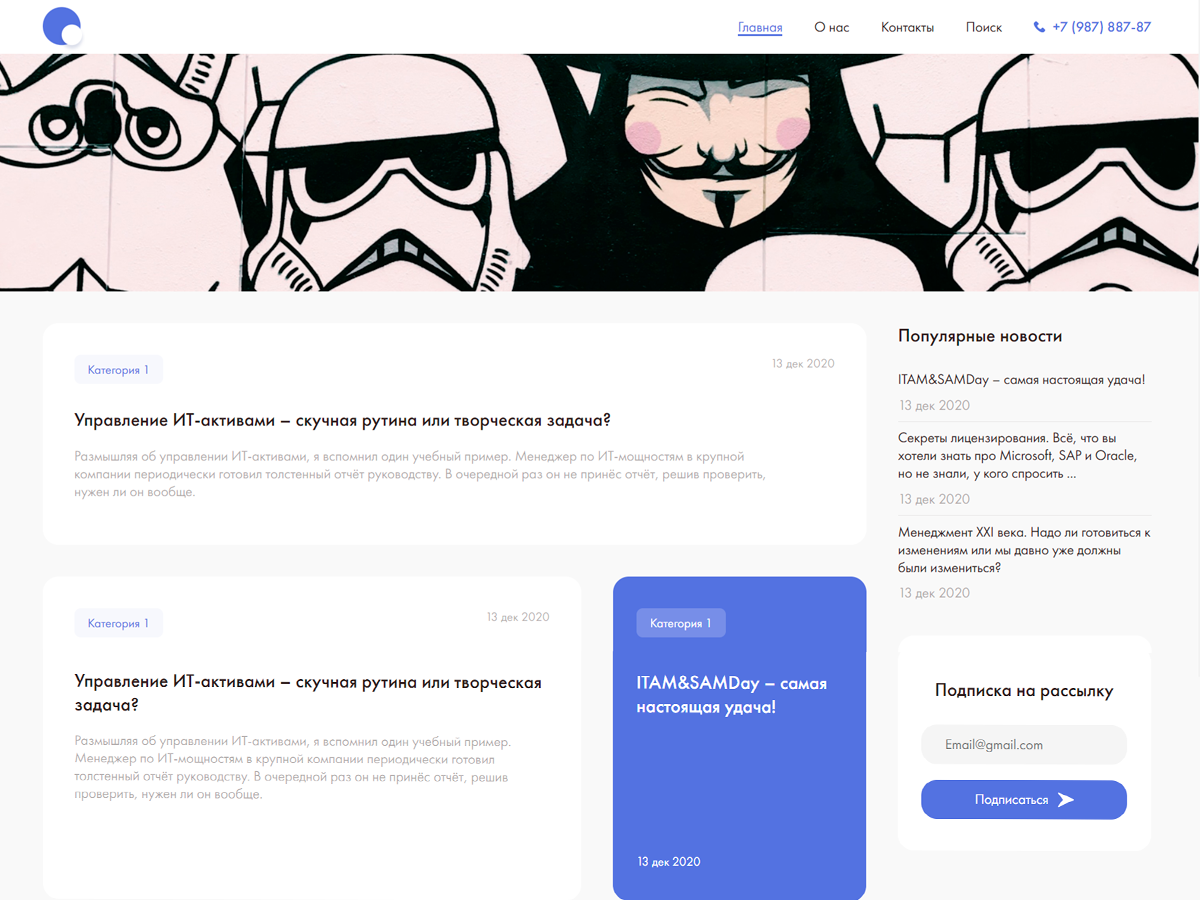 Главная
О нас
Контакты
Поиск
+7 (987) 887-87
Категория 1
13 дек 2020
Управление ИТ-активами – скучная рутина или творческая задача?
Размышляя об управлении ИТ-активами, я вспомнил один учебный пример. Менеджер по ИТ-мощностям в крупной
компании периодически готовил толстенный отчёт руководству. В очередной раз он не принёс отчёт, решив проверить,
нужен ли он вообще.
Категория 1
13 дек 2020
Управление ИТ-активами – скучная рутина или творческая
задача?
Размышляя об управлении ИТ-активами, я вспомнил один учебный пример.
Менеджер по ИТ-мощностям в крупной компании периодически готовил
толстенный отчёт руководству. В очередной раз он не принёс отчёт, решив
проверить, нужен ли он вообще.
Категория 1
ITAM&SAMDay – самая
настоящая удача!
13 дек 2020
Популярные новости
ITAM&SAMDay – самая настоящая удача!
13 дек 2020
Секреты лицензирования. Всё, что вы
хотели знать про Microsoft, SAP и Oracle,
но не знали, у кого спросить ...
13 дек 2020
Менеджмент XXI века. Надо ли готовиться к
изменениям или мы давно уже должны
были измениться?
13 дек 2020
Подписка на рассылку
Email@gmail.com
Подписаться